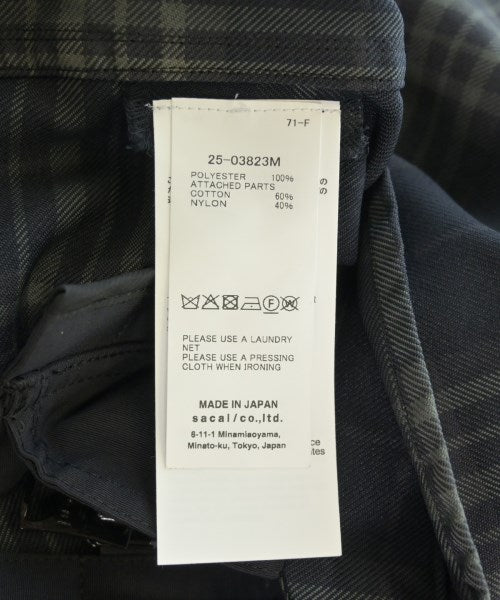 71-F
25-03823M
POLYESTER 100%
ATTACHED PARTS
COTTON 60%
NYLON 40%
PLEASE USE A LAUNDRY
NET
PLEASE USE A PRESSING
CLOTH WHEN IRONING
MADE IN JAPAN
sacai/co.,ltd.
6-11-1 Minamiaoyama,
Minato-ku, Tokyo, Japan